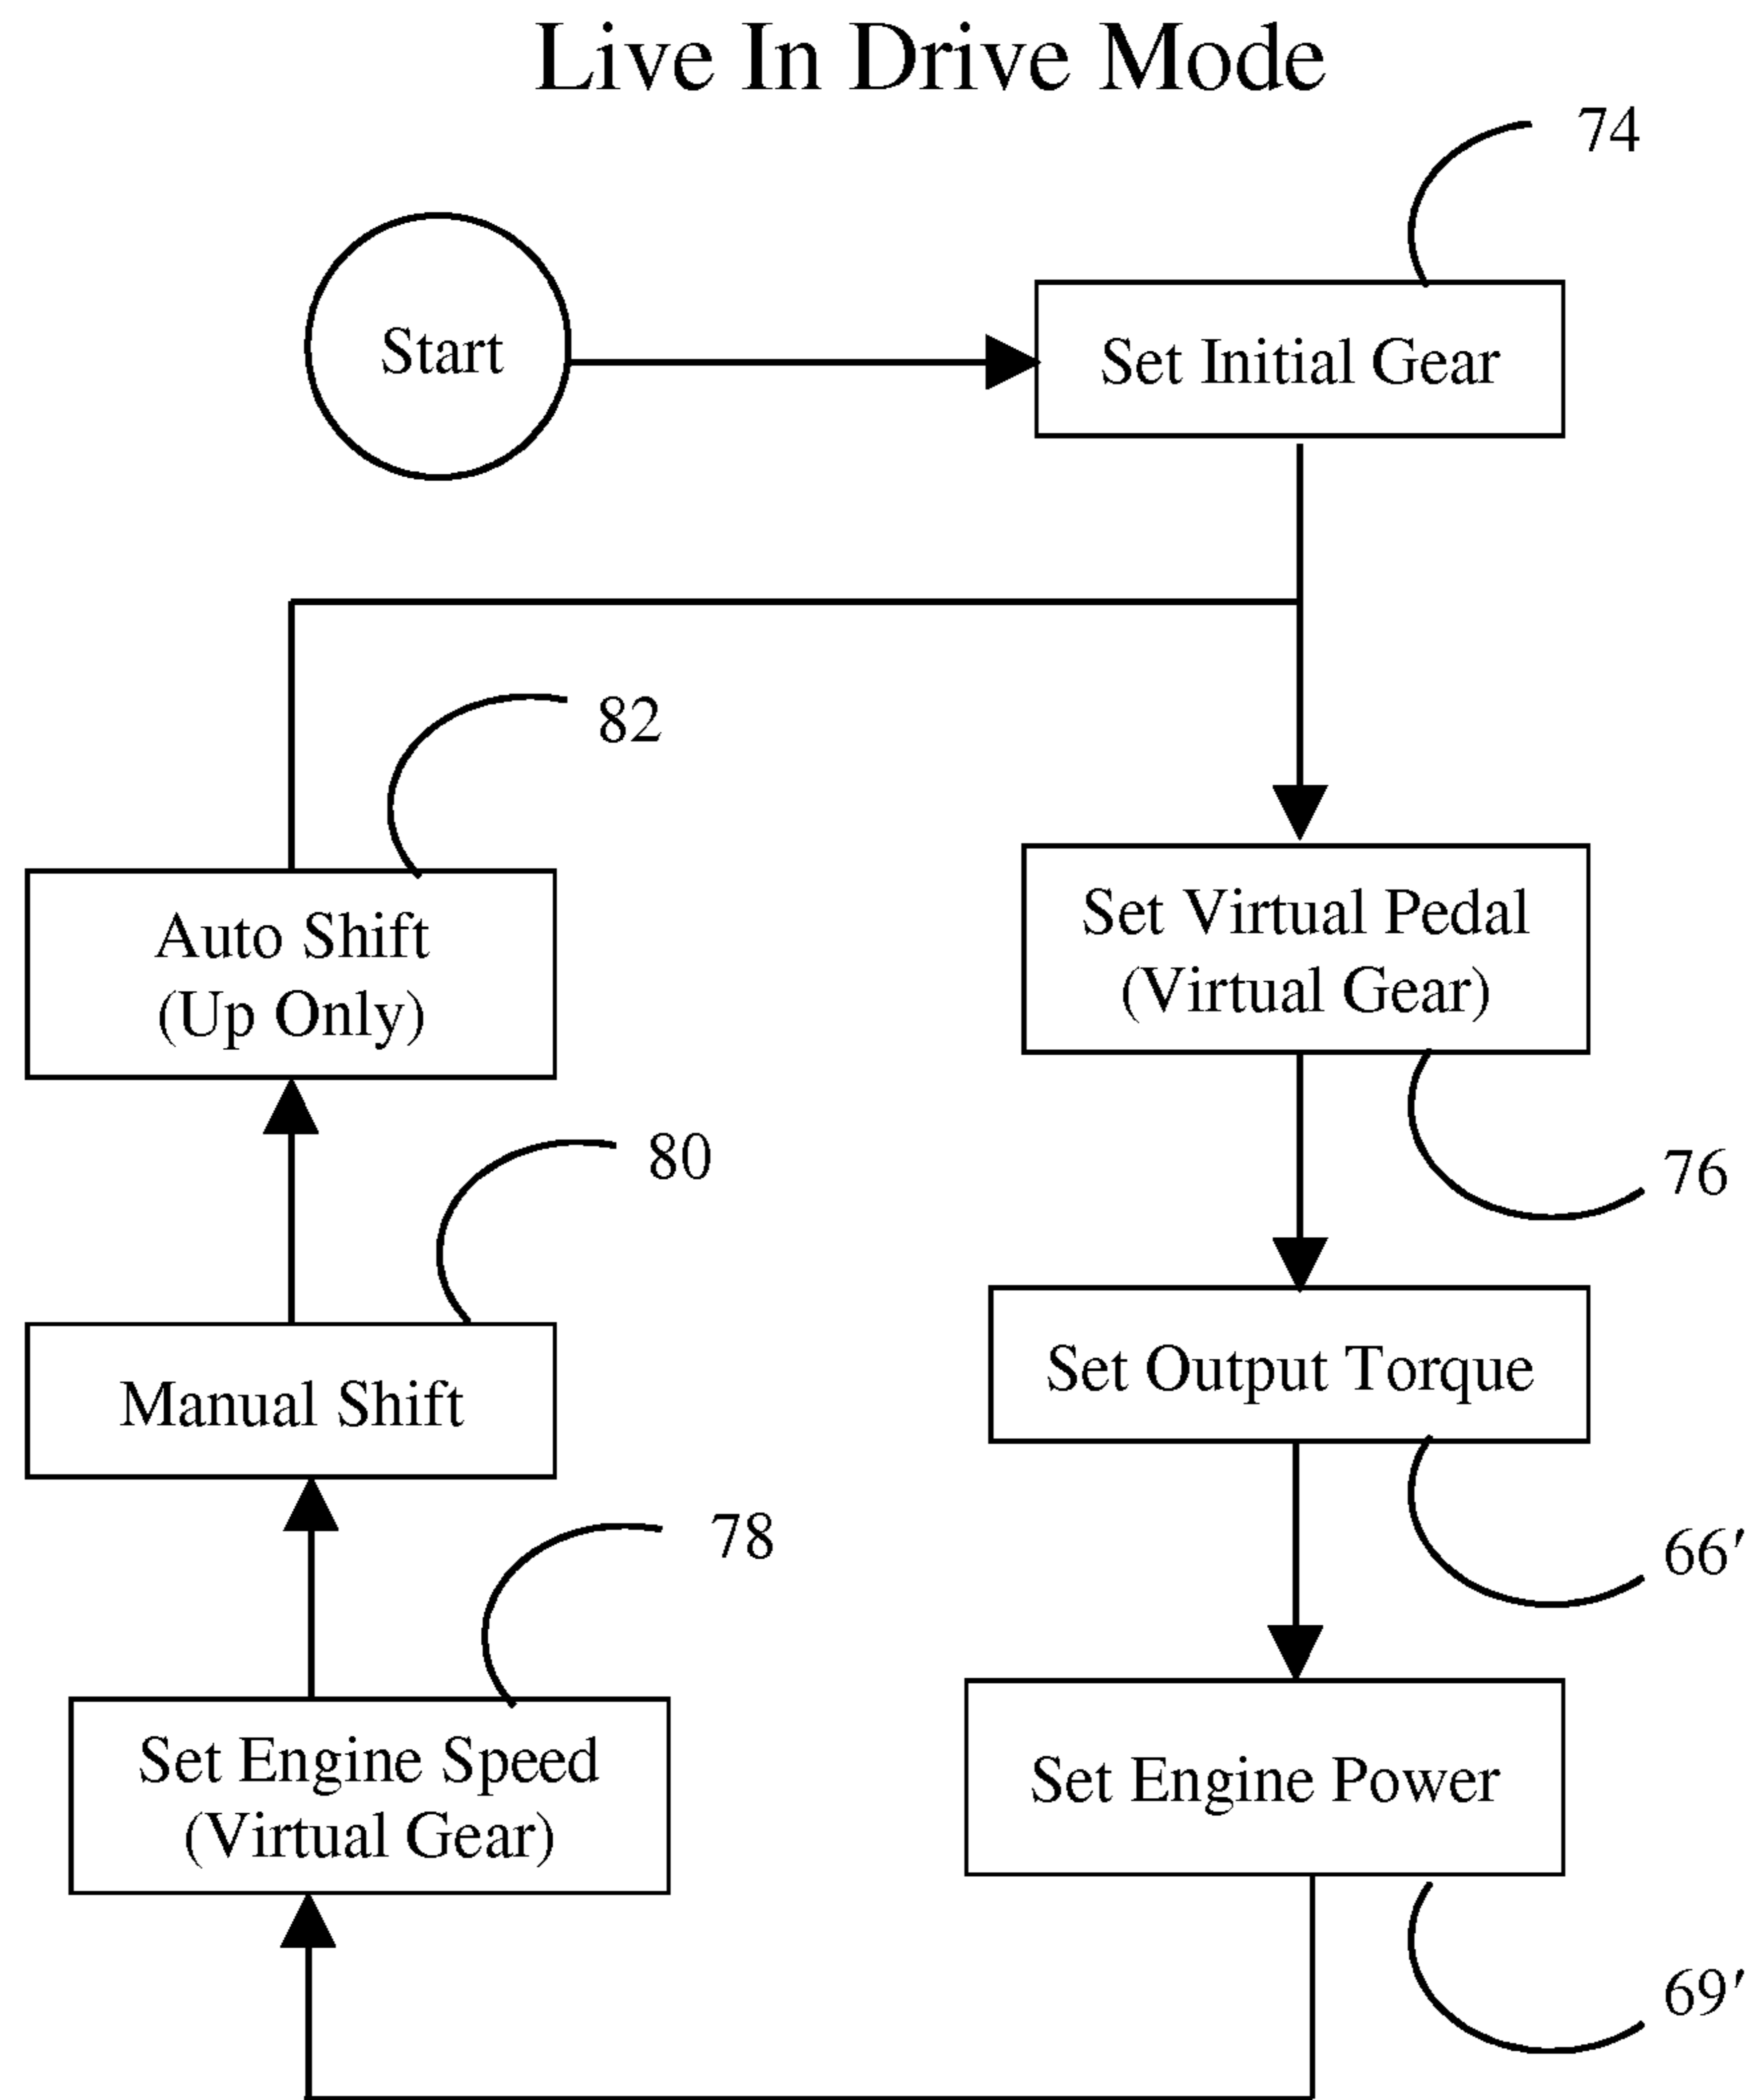 Live In Drive Mode
74
Start
Set Initial Gear
82
Auto Shift
(Up Only)
Set Virtual Pedal
(Virtual Gear)
80
76
Manual Shift
Set Output Torque
78
66′
Set Engine Speed
(Virtual Gear)
Set Engine Power
69′